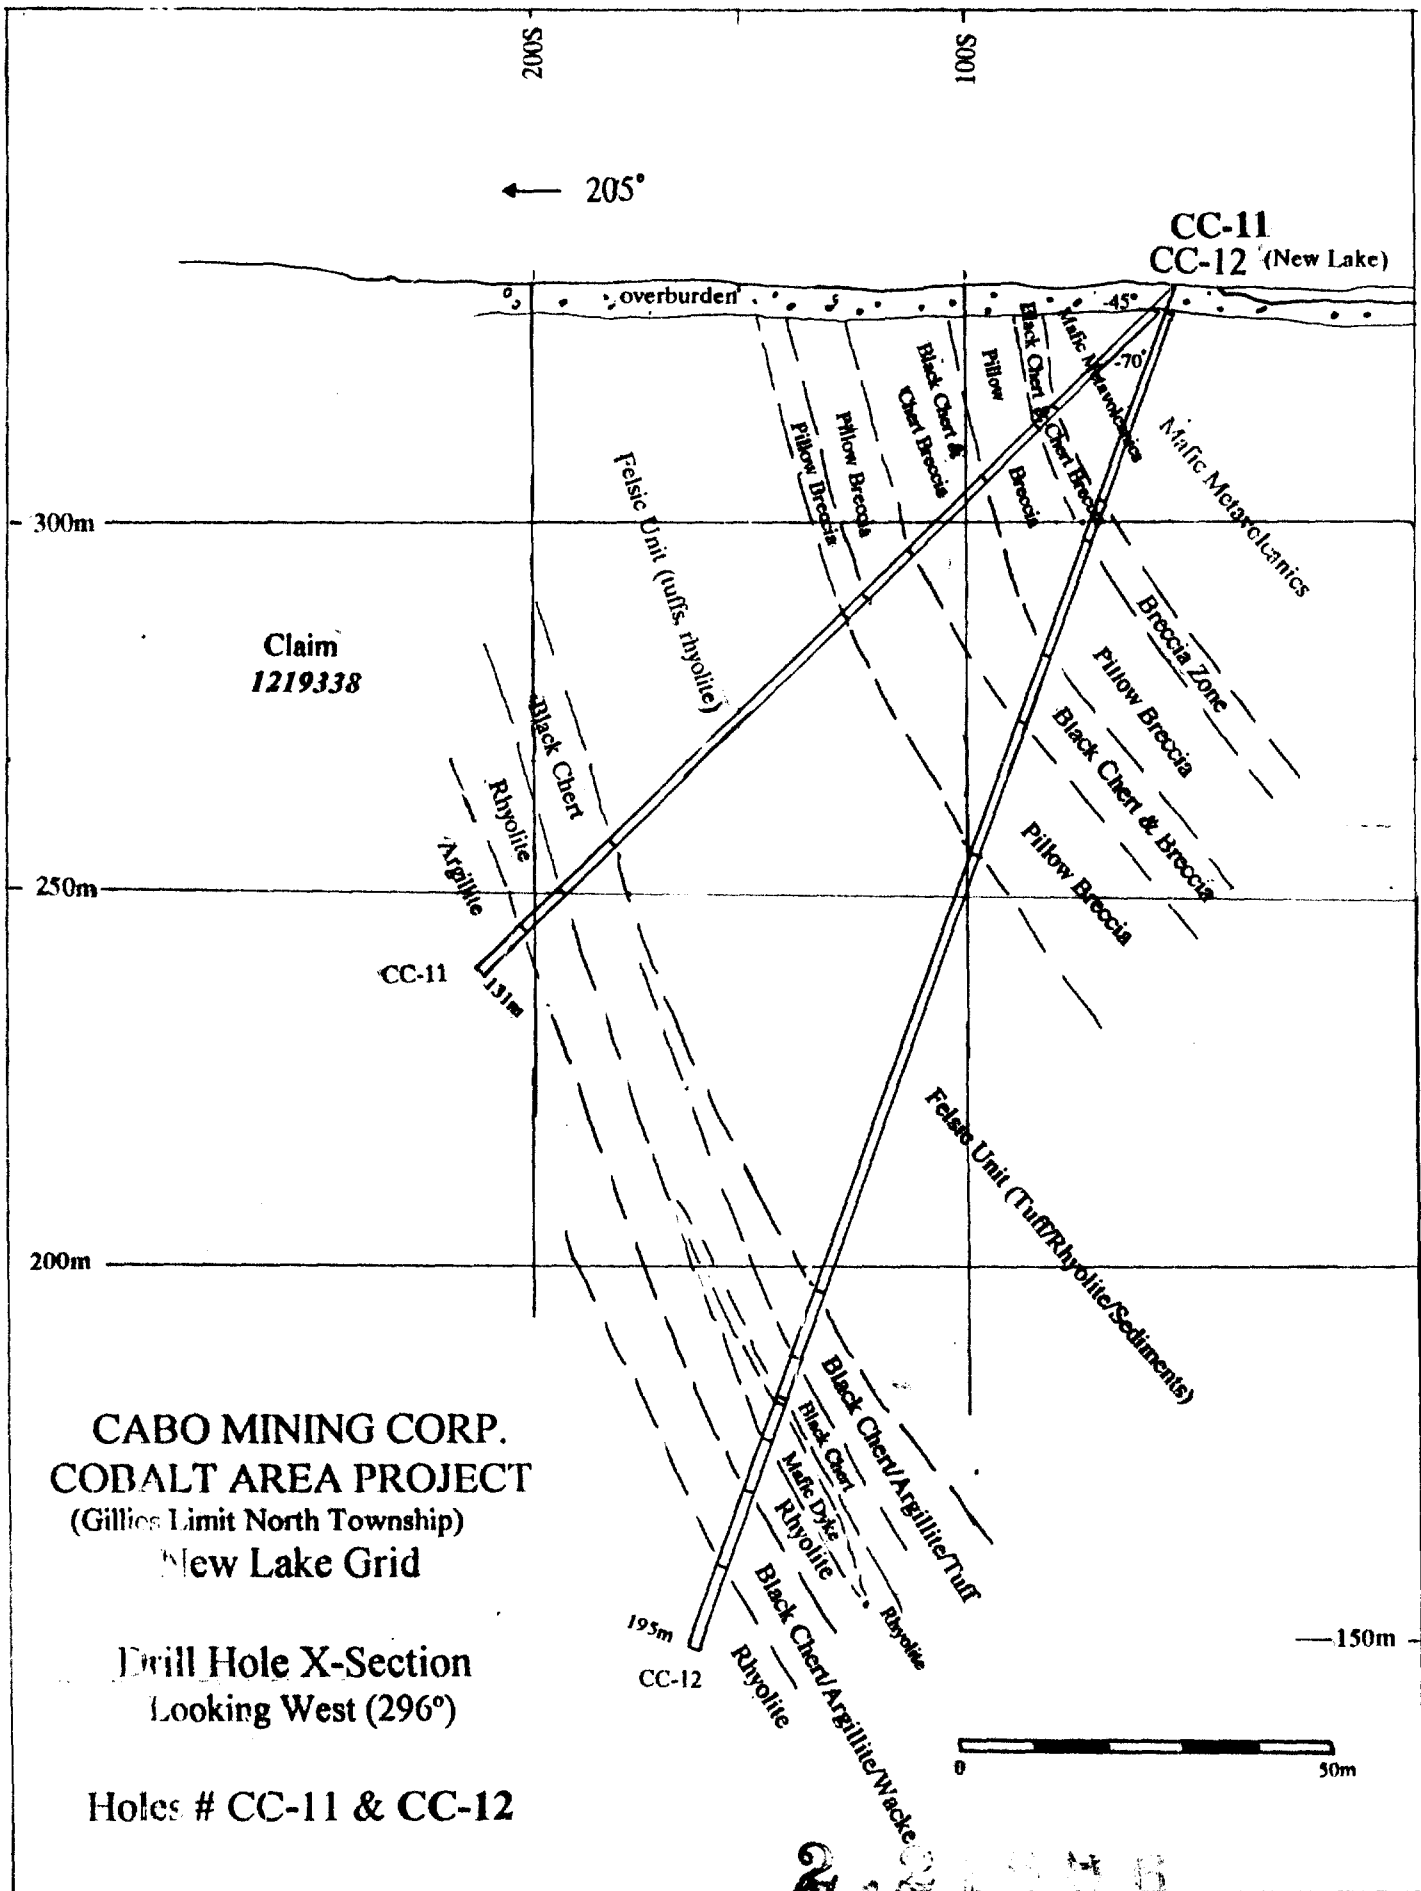 200S
100S
205°
CC-11
CC-12 (New Lake)
overburden
-45°
-70°
Black Chert & Chert Breccia
Mafic Metavolcanics
Pillow
Breccia
Black Chert &
Chert Breccia
Pillow Breccia
Pillow Breccia
Mafic Metavolcanics
Felsic Unit (tuffs, rhyolite)
300m
Claim
1219338
Breccia Zone
Pillow Breccia
Black Chert & Breccia
Pillow Breccia
Black Chert
Rhyolite
Argillite
250m
CC-11
131m
Felsic Unit (Tuff/Rhyolite/Sediments)
200m
Black Chert/Argillite/Tuff
Black Chert
Mafic Dyke
Rhyolite
Rhyolite
Black Chert/Argillite/Wacke
Rhyolite
195m
CC-12
150m
CABO MINING CORP.
COBALT AREA PROJECT
(Gillies Limit North Township)
New Lake Grid
Drill Hole X-Section
Looking West (296°)
Holes # CC-11 & CC-12
0
50m